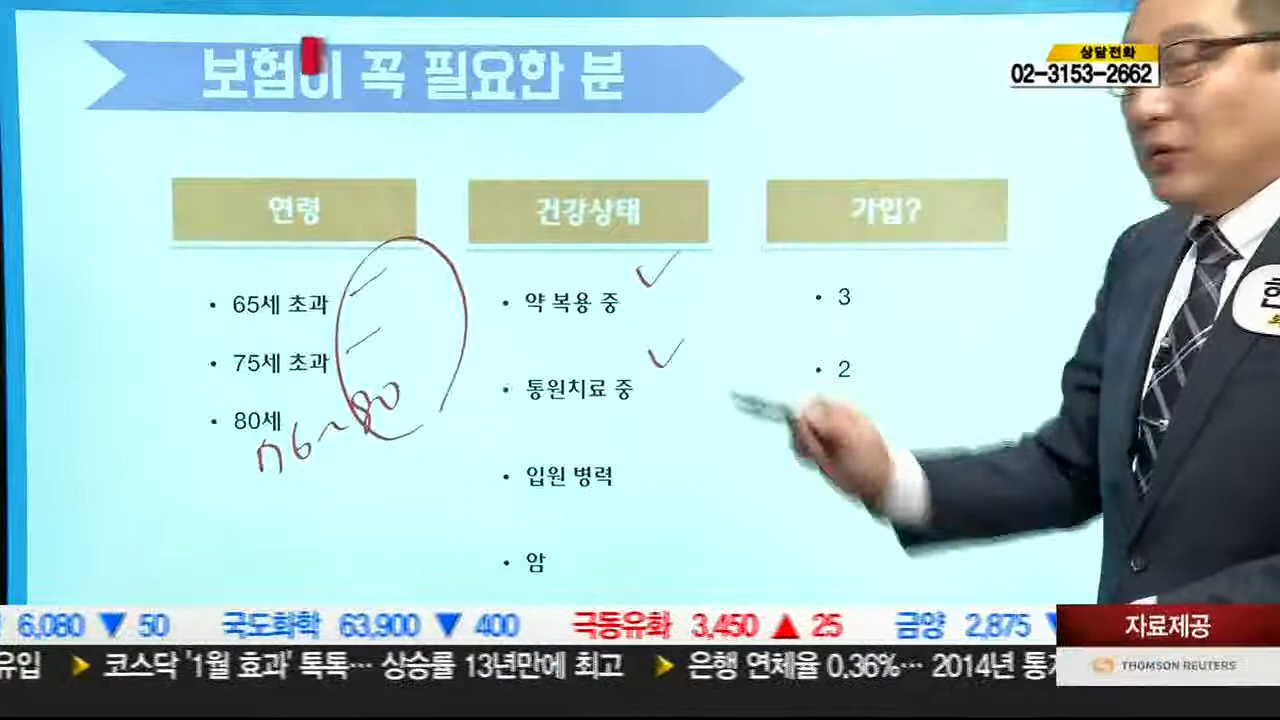 보험이 꼭 필요한 분
상담전화
02-3153-2662
연령
건강상태
가입?
• 65세 초과
• 75세 초과
• 80세
76~80
• 약 복용 중
• 통원치료 중
• 입원 병력
• 암
• 3
• 2
6,080 ▼ 50 국도화학 63,900 ▼ 400 극동유화 3,450 ▲ 25 금양 2,875 ▼
자료제공
유입 ▶ 코스닥 '1월 효과' 톡톡… 상승률 13년만에 최고 ▶ 은행 연체율 0.36%… 2014년
THOMSON REUTERS